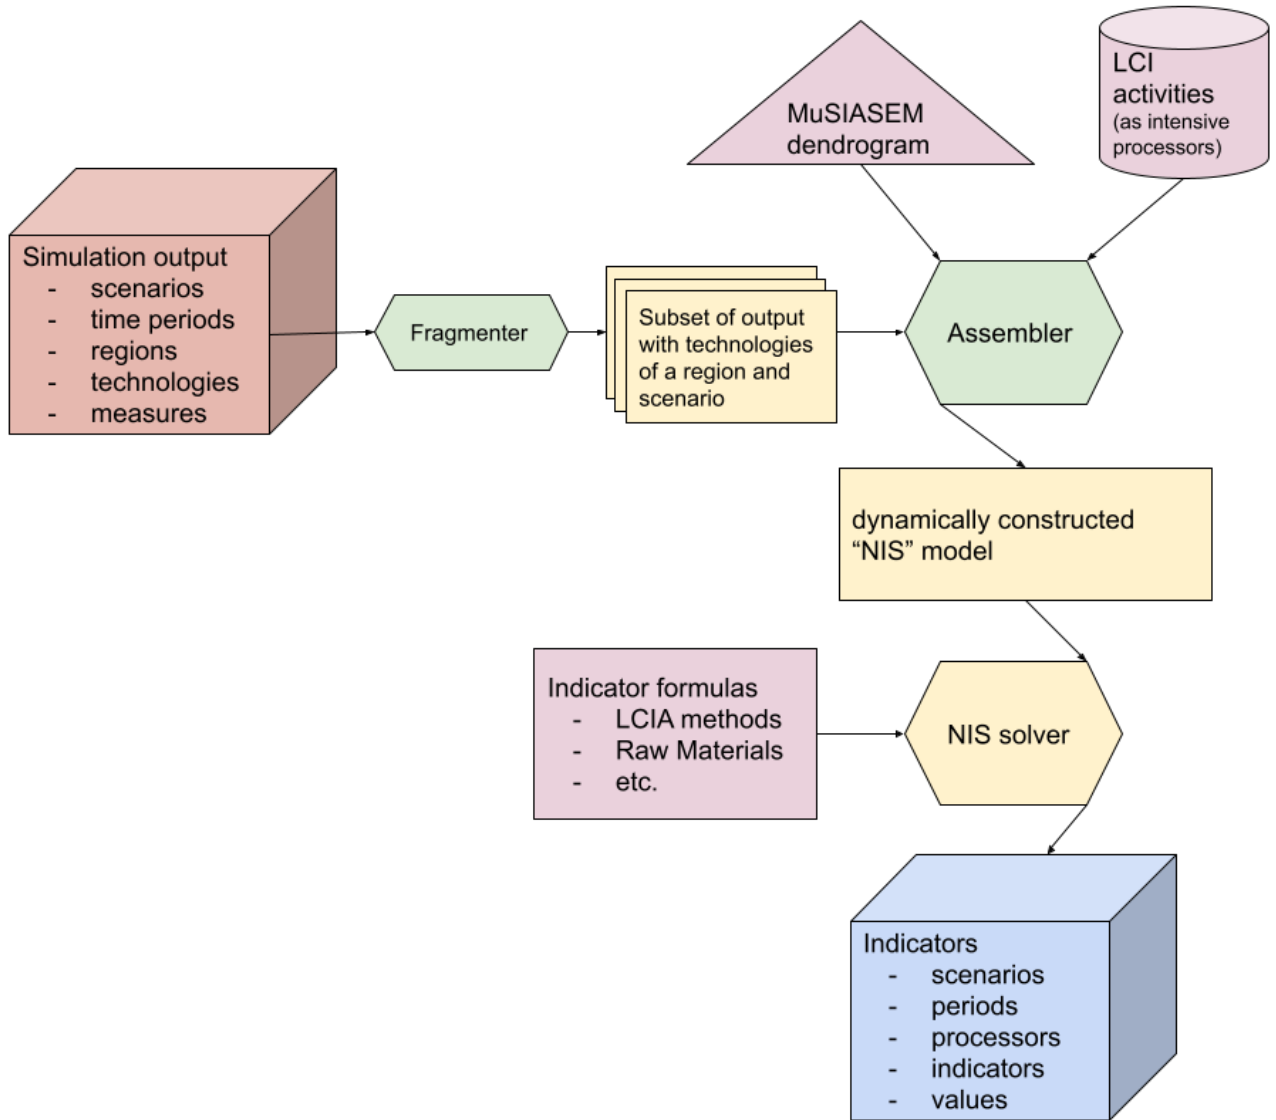 MuSIASEM
dendrogram
LCI
activities
(as intensive
processors)
Simulation output
- scenarios
- time periods
- regions
- technologies
- measures
Fragmenter
Subset of output
with technologies
of a region and
scenario
Assembler
dynamically constructed
“NIS” model
Indicator formulas
- LCIA methods
- Raw Materials
- etc.
NIS solver
Indicators
- scenarios
- periods
- processors
- indicators
- values